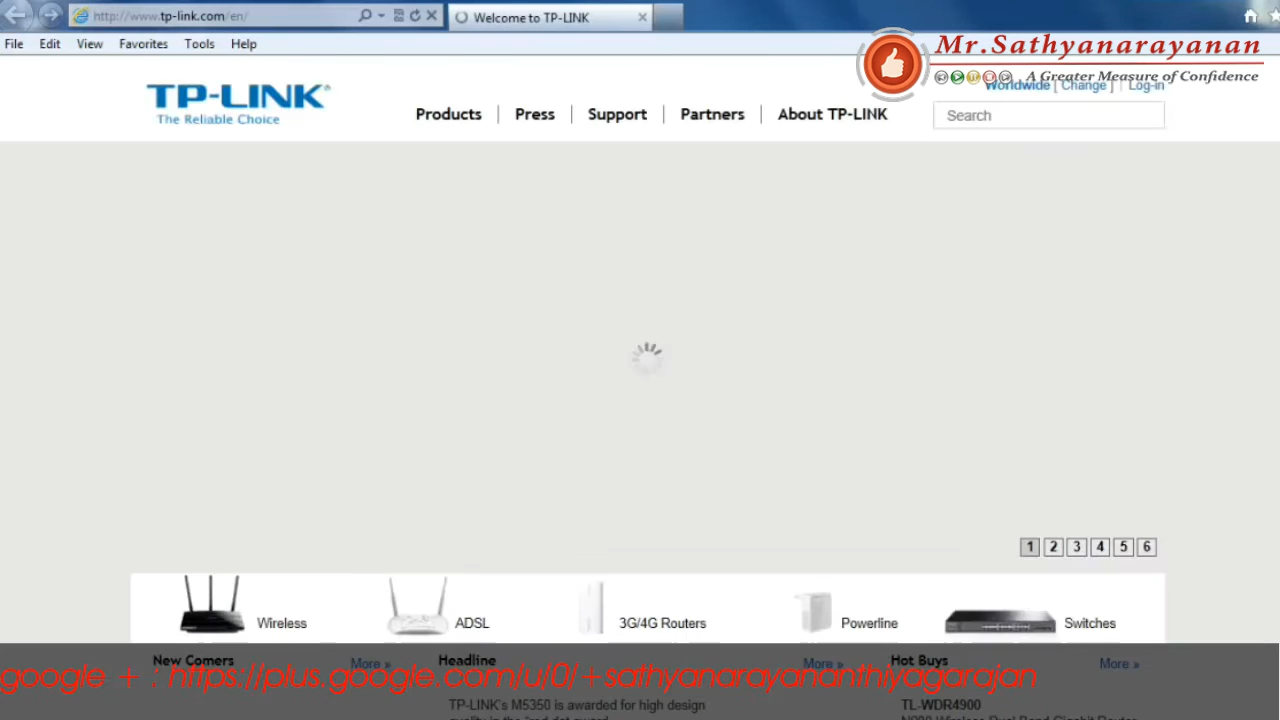 http://www.tp-link.com/en/
Welcome to TP-LINK
File Edit View Favorites Tools Help
Mr.Sathyanarayanan
A Greater Measure of Confidence
Worldwide [ Change ] | Log-in
TP-LINK®
The Reliable Choice
Products | Press | Support | Partners | About TP-LINK
Search
1 2 3 4 5 6
Wireless
ADSL
3G/4G Routers
Powerline
Switches
New Comers More »
Headline More »
Hot Buys More »
google + : https://plus.google.com/u/0/+sathyanarayananthiyagarajan
TP-LINK's M5350 is awarded for high design
TL-WDR4900